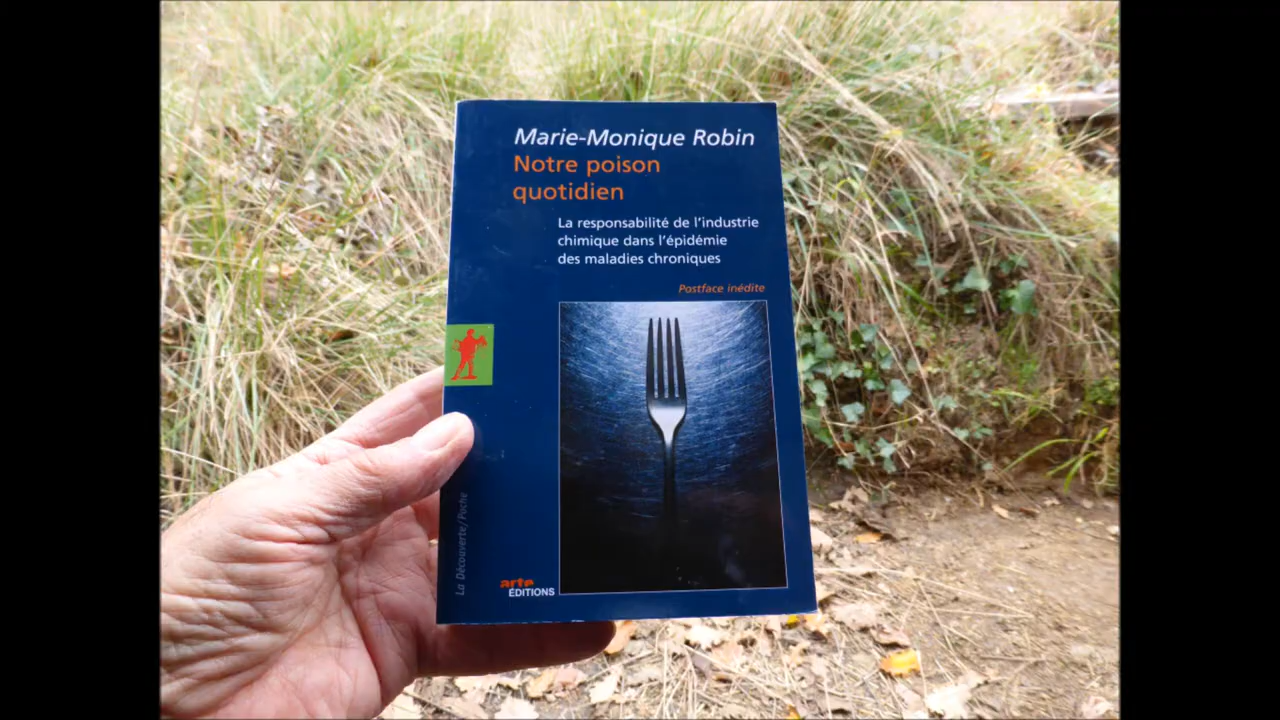 Marie-Monique Robin
Notre poison
quotidien
La responsabilité de l'industrie
chimique dans l'épidémie
des maladies chroniques
Postface inédite
La Découverte/Poche
arte
ÉDITIONS